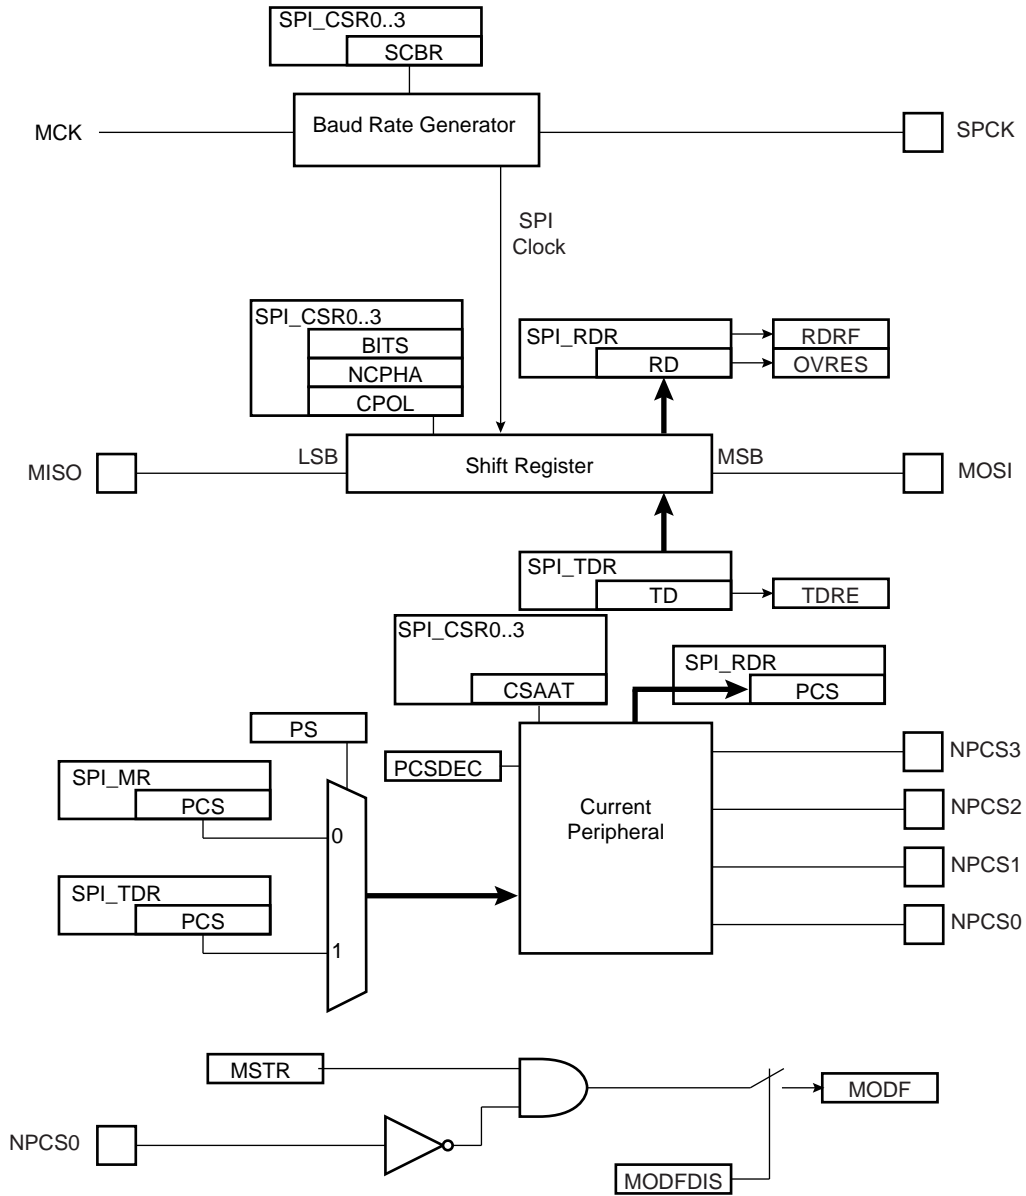 SPI_CSR0..3
SCBR
MCK
Baud Rate Generator
SPCK
SPI
Clock
SPI_CSR0..3
BITS
NCPHA
CPOL
SPI_RDR
RD
RDRF
OVRES
MISO
LSB
Shift Register
MSB
MOSI
SPI_TDR
TD
TDRE
SPI_CSR0..3
CSAAT
SPI_RDR
PCS
PS
PCSDEC
SPI_MR
PCS
0
SPI_TDR
PCS
1
Current
Peripheral
NPCS3
NPCS2
NPCS1
NPCS0
MSTR
MODF
NPCS0
MODFDIS